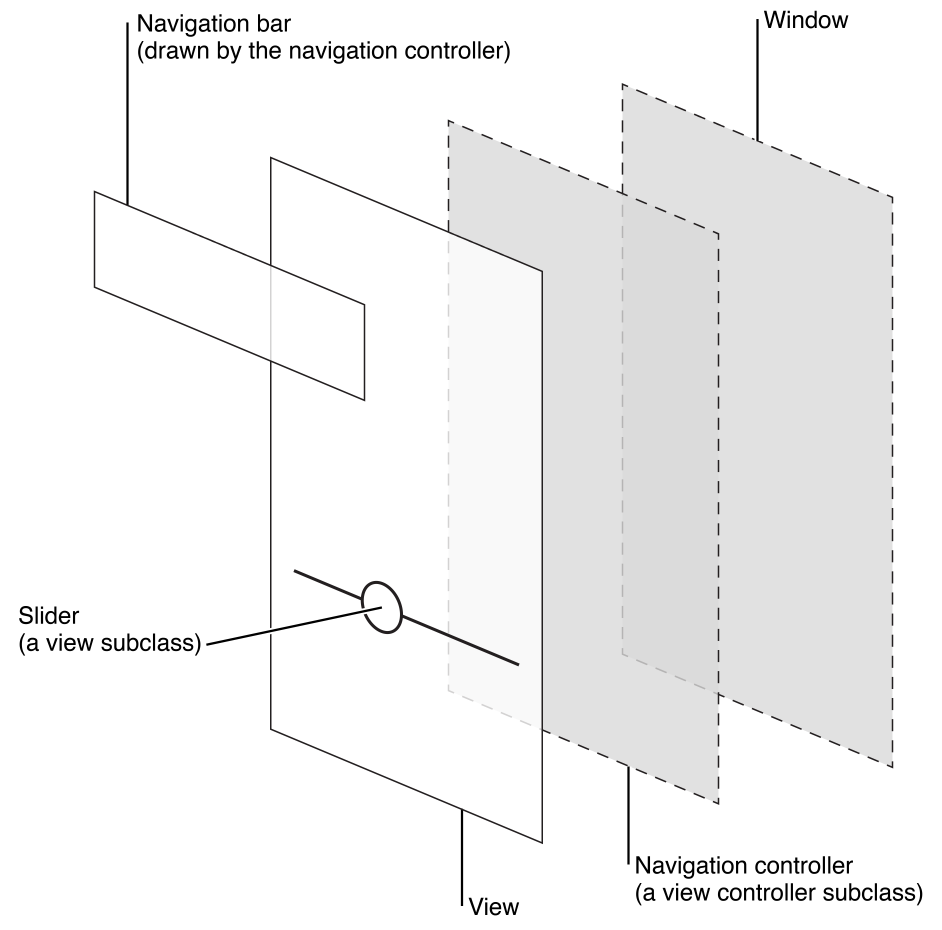 Navigation bar
(drawn by the navigation controller)
Window
Slider
(a view subclass)
Navigation controller
(a view controller subclass)
View